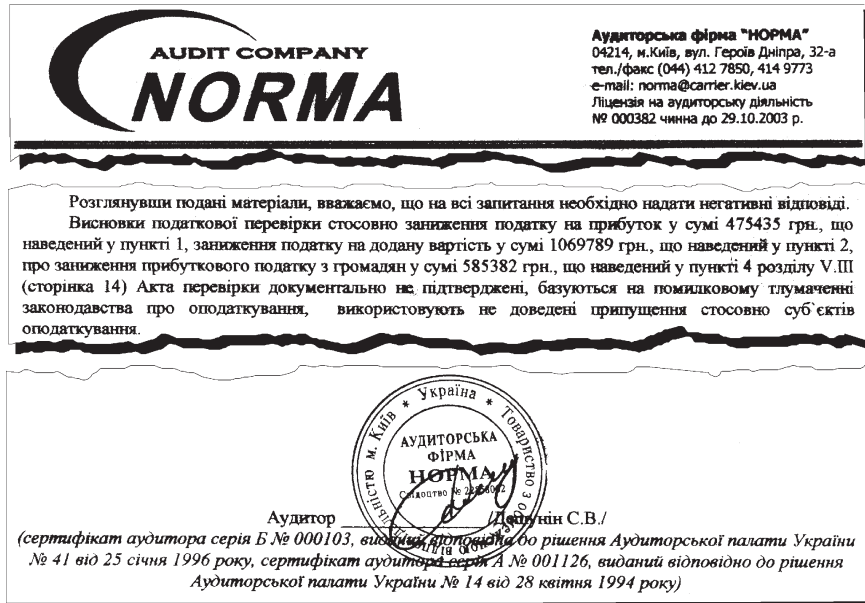 AUDIT COMPANY
NORMA
Аудиторська фірма "НОРМА"
04214, м.Київ, вул. Героїв Дніпра, 32-а
тел./факс (044) 412 7850, 414 9773
e-mail: norma@carrier.kiev.ua
Ліцензія на аудиторську діяльність
№ 000382 чинна до 29.10.2003 р.
Розглянувши подані матеріали, вважаємо, що на всі запитання необхідно надати негативні відповіді.
Висновки податкової перевірки стосовно заниження податку на прибуток у сумі 475435 грн., що
наведений у пункті 1, заниження податку на додану вартість у сумі 1069789 грн., що наведений у пункті 2,
про заниження прибуткового податку з громадян у сумі 585382 грн., що наведений у пункті 4 розділу V.III
(сторінка 14) Акта перевірки документально не підтверджені, базуються на помилковому тлумаченні
законодавства про оподаткування, використовують не доведені припущення стосовно суб`єктів
оподаткування.
* Україна * Товариство з обмеженою відповідальністю м. Київ
АУДИТОРСЬКА
ФІРМА
НОРМА
Свідоцтво №
Аудитор /С.В./
(сертифікат аудитора серія Б № 000103, виданий відповідно до рішення Аудиторської палати України
№ 41 від 25 січня 1996 року, сертифікат аудитора серія А № 001126, виданий відповідно до рішення
Аудиторської палати України № 14 від 28 квітня 1994 року)